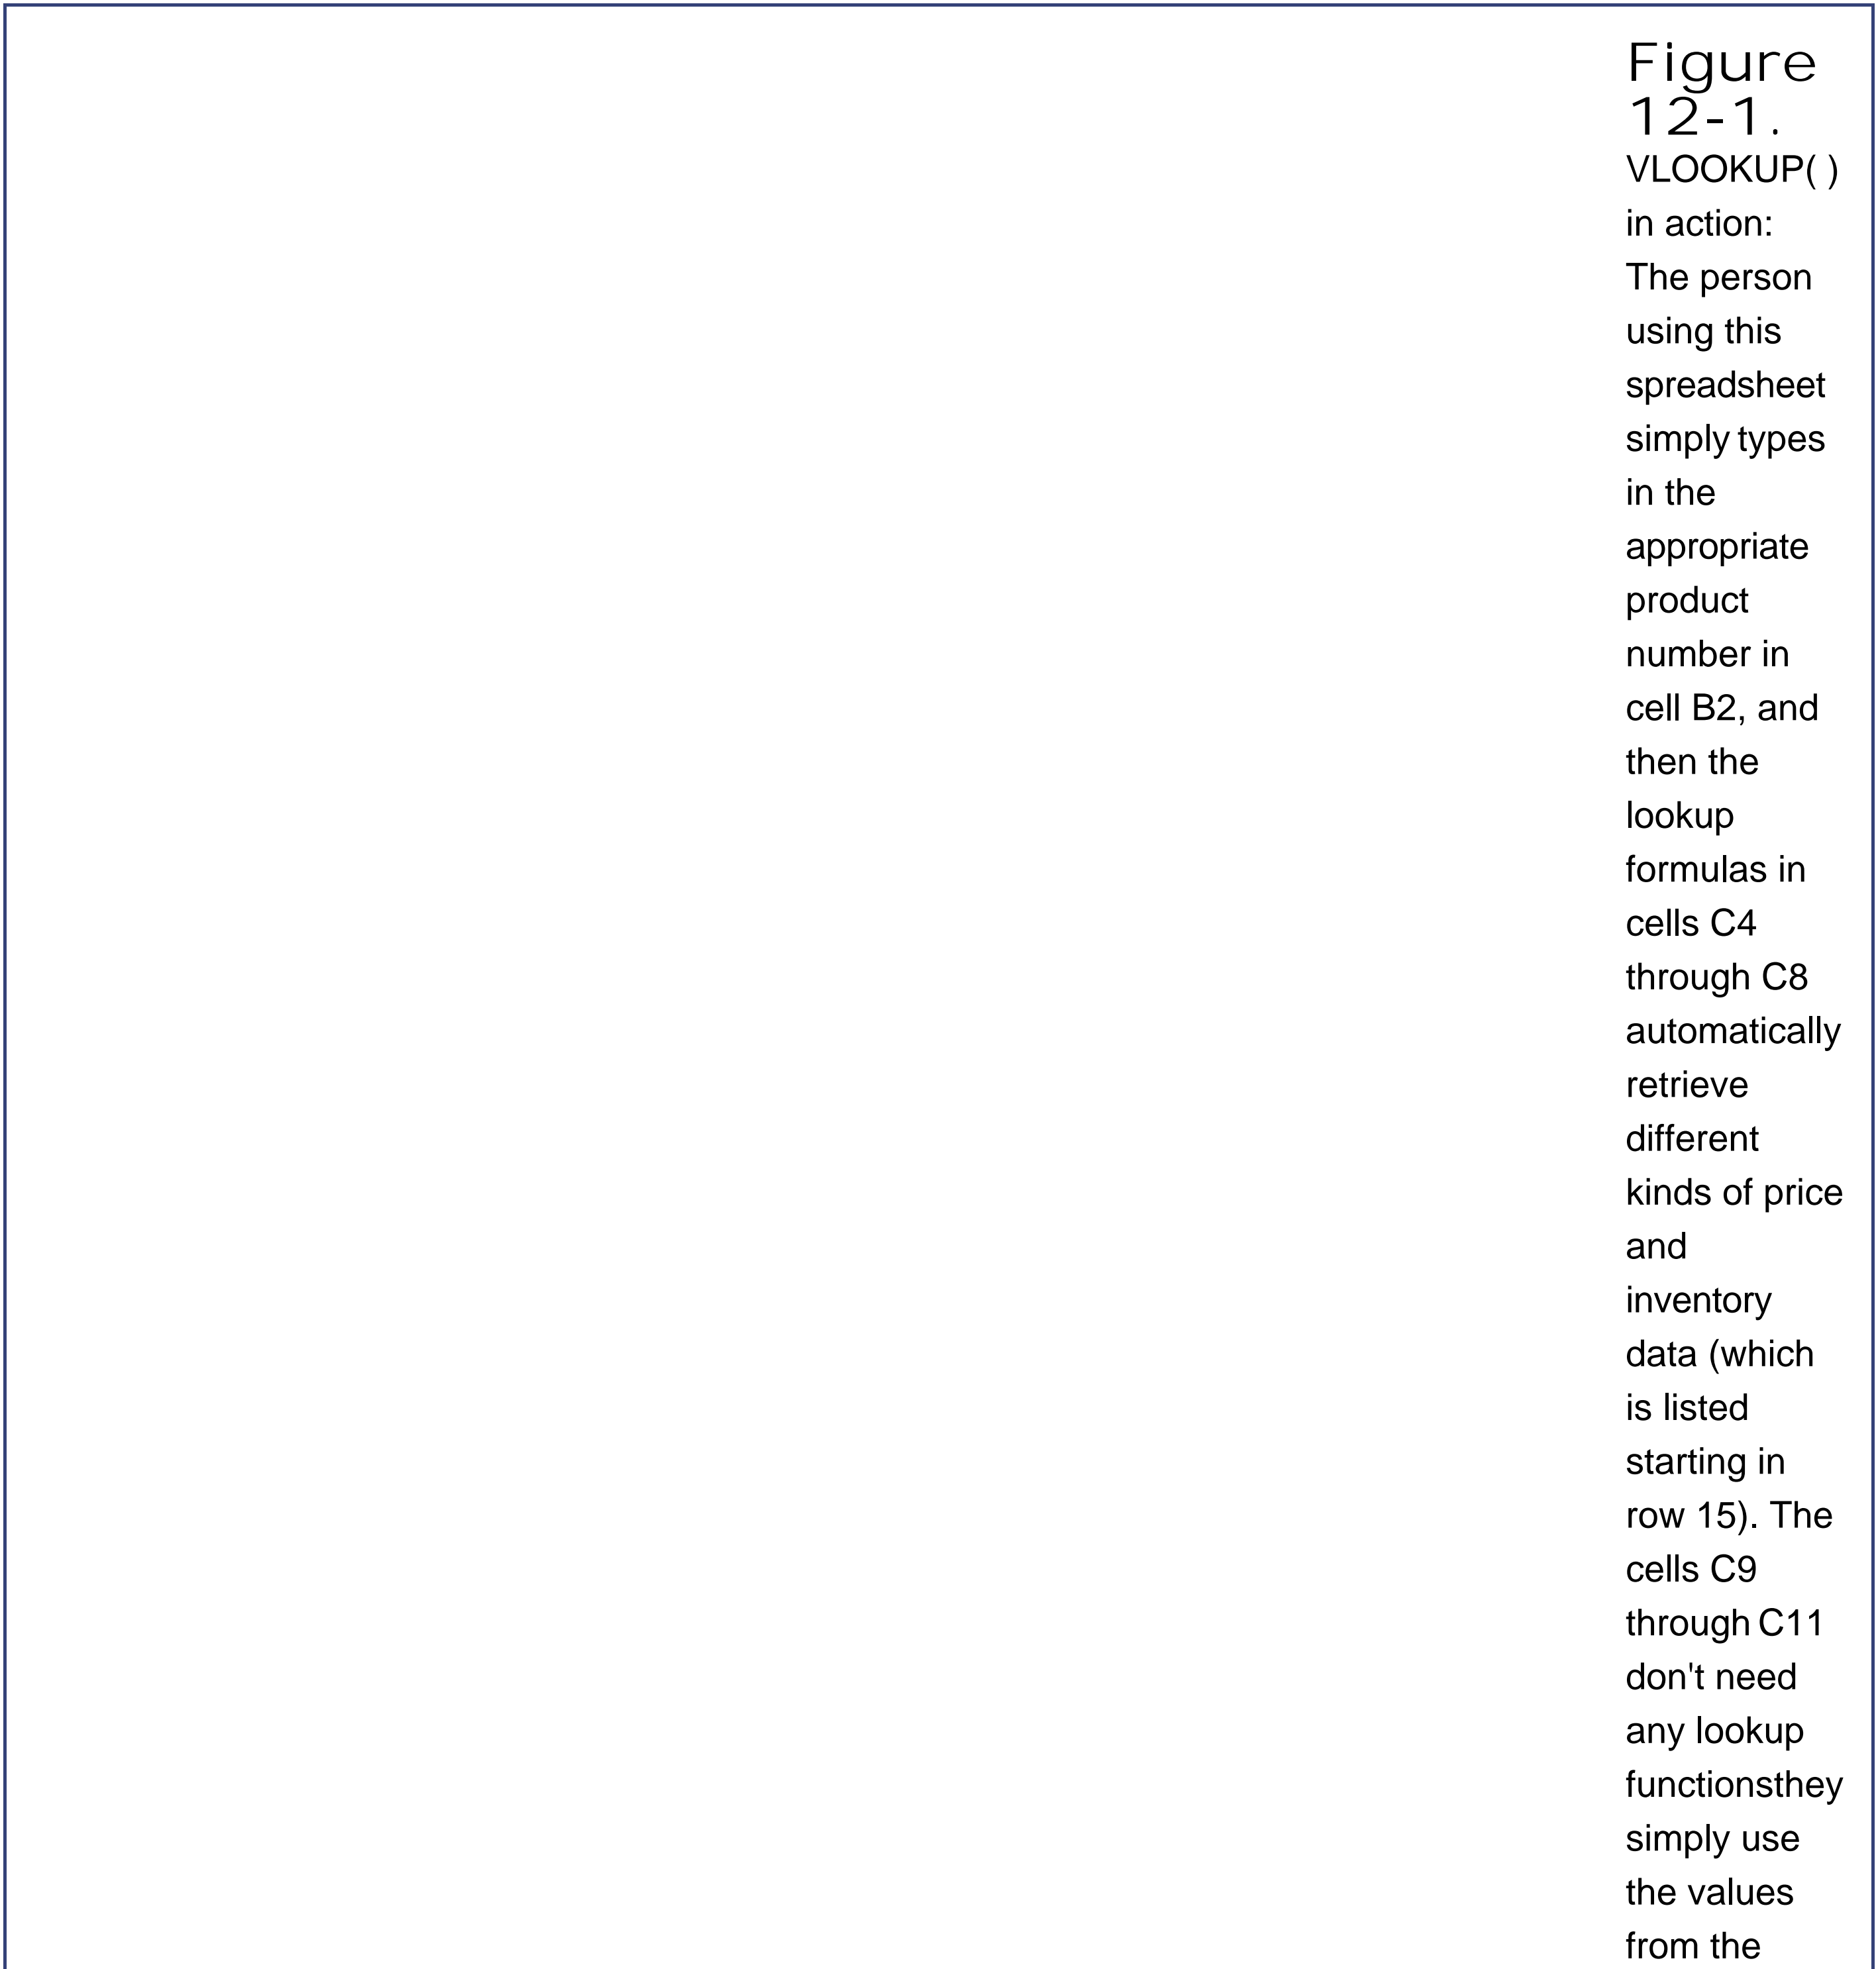 Figure
12-1.
VLOOKUP( )
in action:
The person
using this
spreadsheet
simply types
in the
appropriate
product
number in
cell B2, and
then the
lookup
formulas in
cells C4
through C8
automatically
retrieve
different
kinds of price
and
inventory
data (which
is listed
starting in
row 15). The
cells C9
through C11
don't need
any lookup
functionsthey
simply use
the values
from the